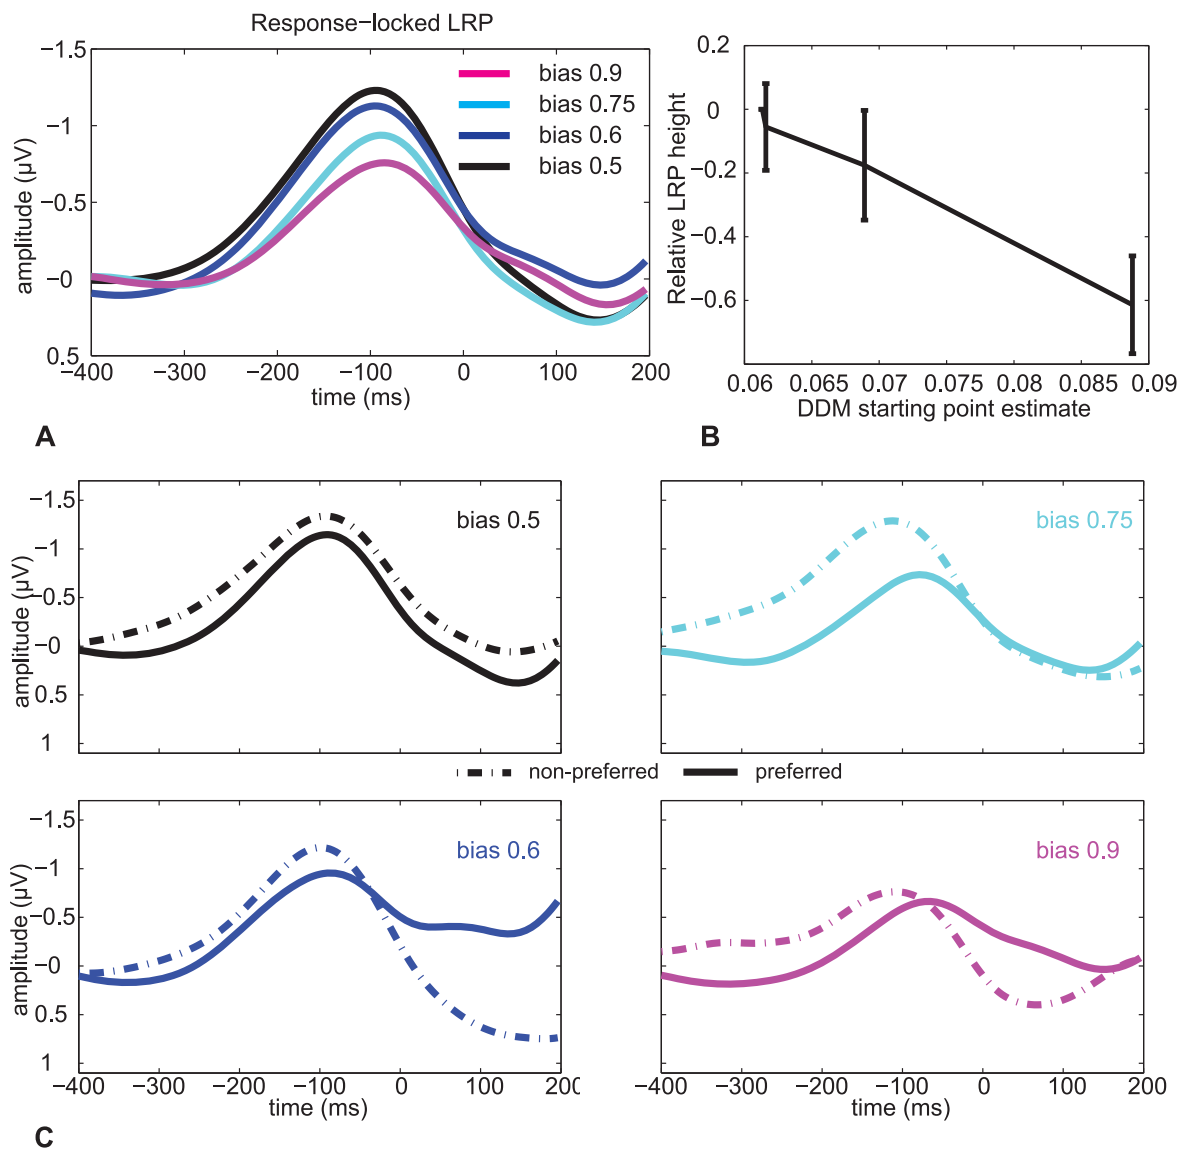 Response−locked LRP
−1.5
−1
−0.5
−0
0.5
amplitude (µV)
bias 0.9
bias 0.75
bias 0.6
bias 0.5
−400 −300 −200 −100 0 100 200
time (ms)
A
0.2
0
−0.2
−0.4
−0.6
Relative LRP height
0.06 0.065 0.07 0.075 0.08 0.085 0.09
DDM starting point estimate
B
−1.5
−1
−0.5
−0
0.5
1
amplitude (µV)
bias 0.5
bias 0.75
non-preferred preferred
−1.5
−1
−0.5
−0
0.5
1
amplitude (µV)
bias 0.6
−400 −300 −200 −100 0 100 200
time (ms)
bias 0.9
−400 −300 −200 −100 0 100 200
time (ms)
C